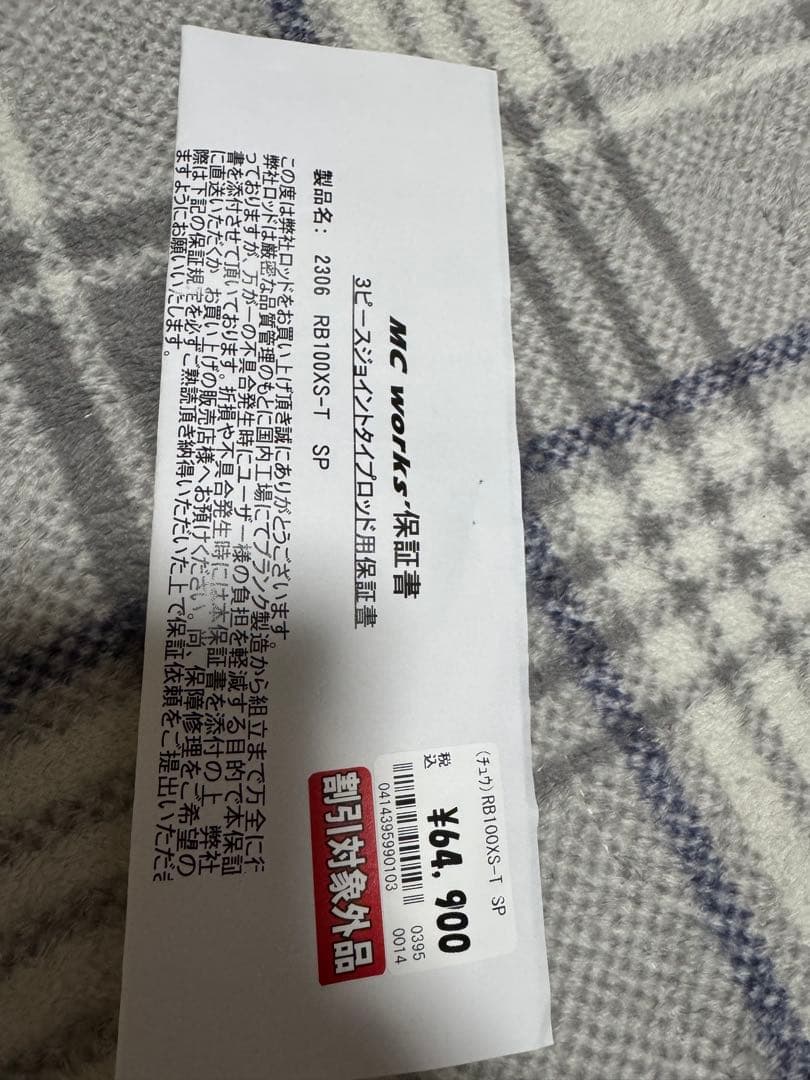 MC works'保証書
3ピースジョイントタイプロッド用保証書
製品名: 2306 RB100XS-T SP
この度は弊社ロッドをお買い上げ頂き誠にありがとうございます。
弊社ロッドは厳密な品質管理のもとに国内工場にてブランク製造から組立まで万全に行
っておりますが、万が一の不具合発生時にユーザー様の負担を軽減する目的で本保証
書を添付させて頂いております。折損や不具合発生時には本保証書を添付の上、弊社
に直送いただくか、お買い上げの販売店様へお預けください。尚、保障修理をご希望の
際は下記の保証規定を必ずご熟読頂き納得いただいた上で保証依頼をご提出いただき
ますようにお願いいたします。
(チュウ)RB100XS-T SP
税込
¥64,900
0414395990103
0395
0014
割引対象外品